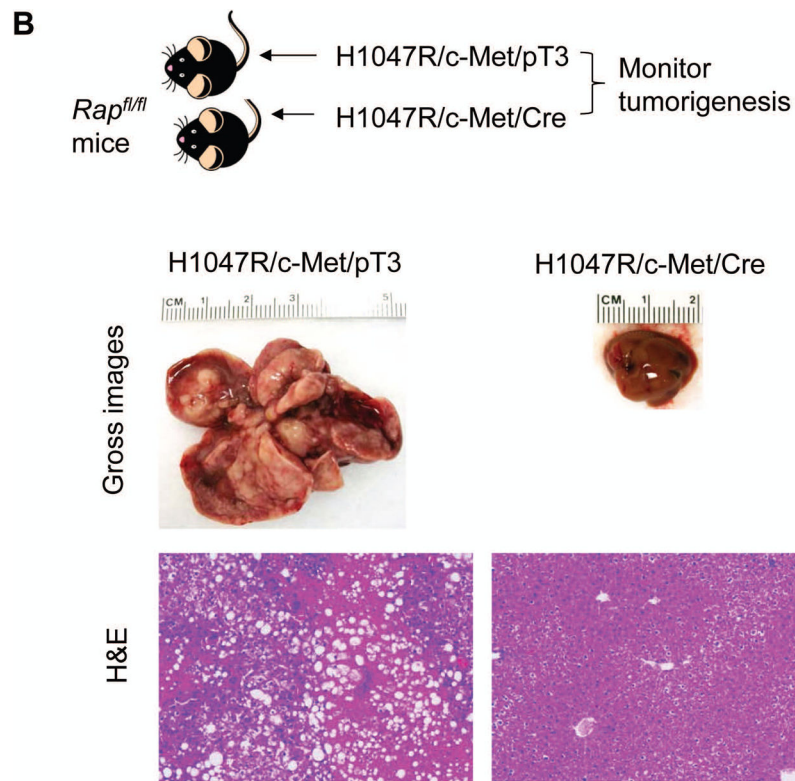 B
H1047R/c-Met/pT3
H1047R/c-Met/Cre
Monitor
tumorigenesis
Rapfl/fl
mice
H1047R/c-Met/pT3
H1047R/c-Met/Cre
Gross images
CM 1 2 3 5
CM 1 2
H&E